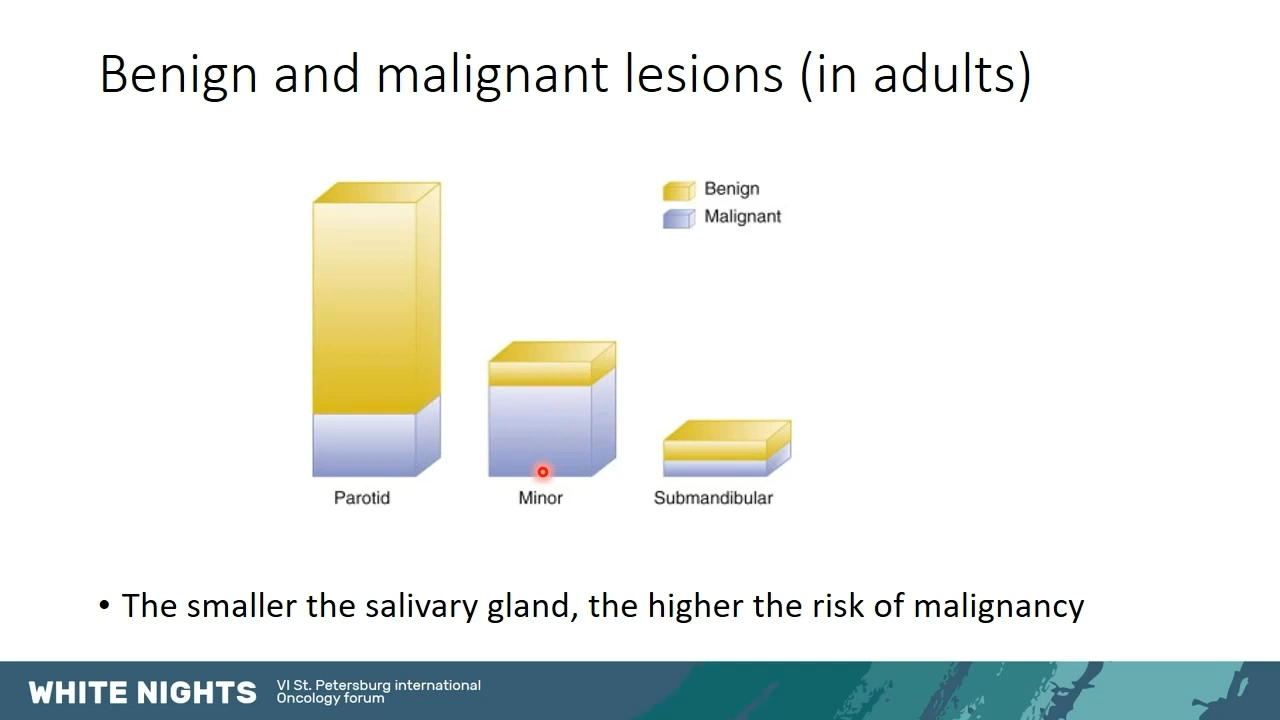 Benign and malignant lesions (in adults)
Benign
Malignant
Parotid
Minor
Submandibular
• The smaller the salivary gland, the higher the risk of malignancy
WHITE NIGHTS
VI St. Petersburg international
Oncology forum